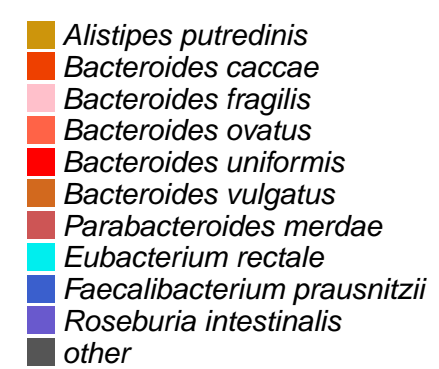 Alistipes putredinis
Bacteroides caccae
Bacteroides fragilis
Bacteroides ovatus
Bacteroides uniformis
Bacteroides vulgatus
Parabacteroides merdae
Eubacterium rectale
Faecalibacterium prausnitzii
Roseburia intestinalis
other